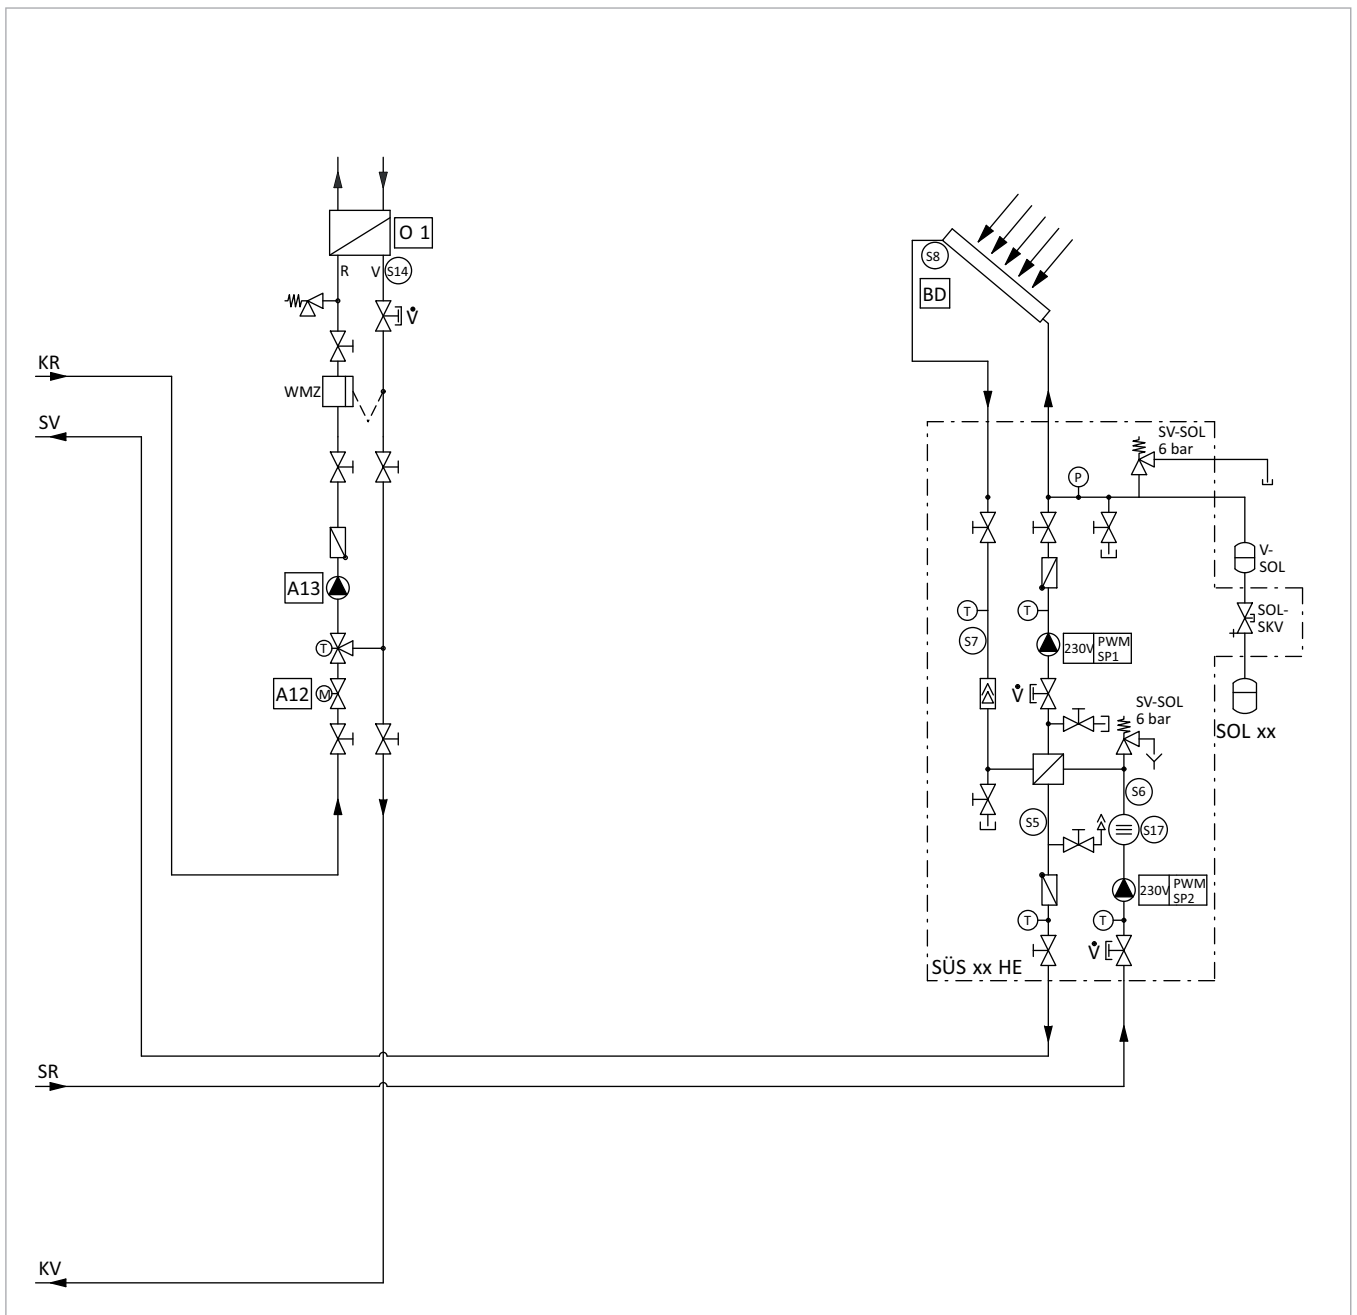 O 1
R
V
S14
V̇
S8
BD
KR
WMZ
SV
SV-SOL
6 bar
P
V-
SOL
A13
T
T
SOL-
SKV
S7
230V
PWM
SP1
T
A12
M
V̇
SV-SOL
6 bar
SOL xx
S6
S5
S17
230V
PWM
SP2
T
T
V̇
SÜS xx HE
SR
KV